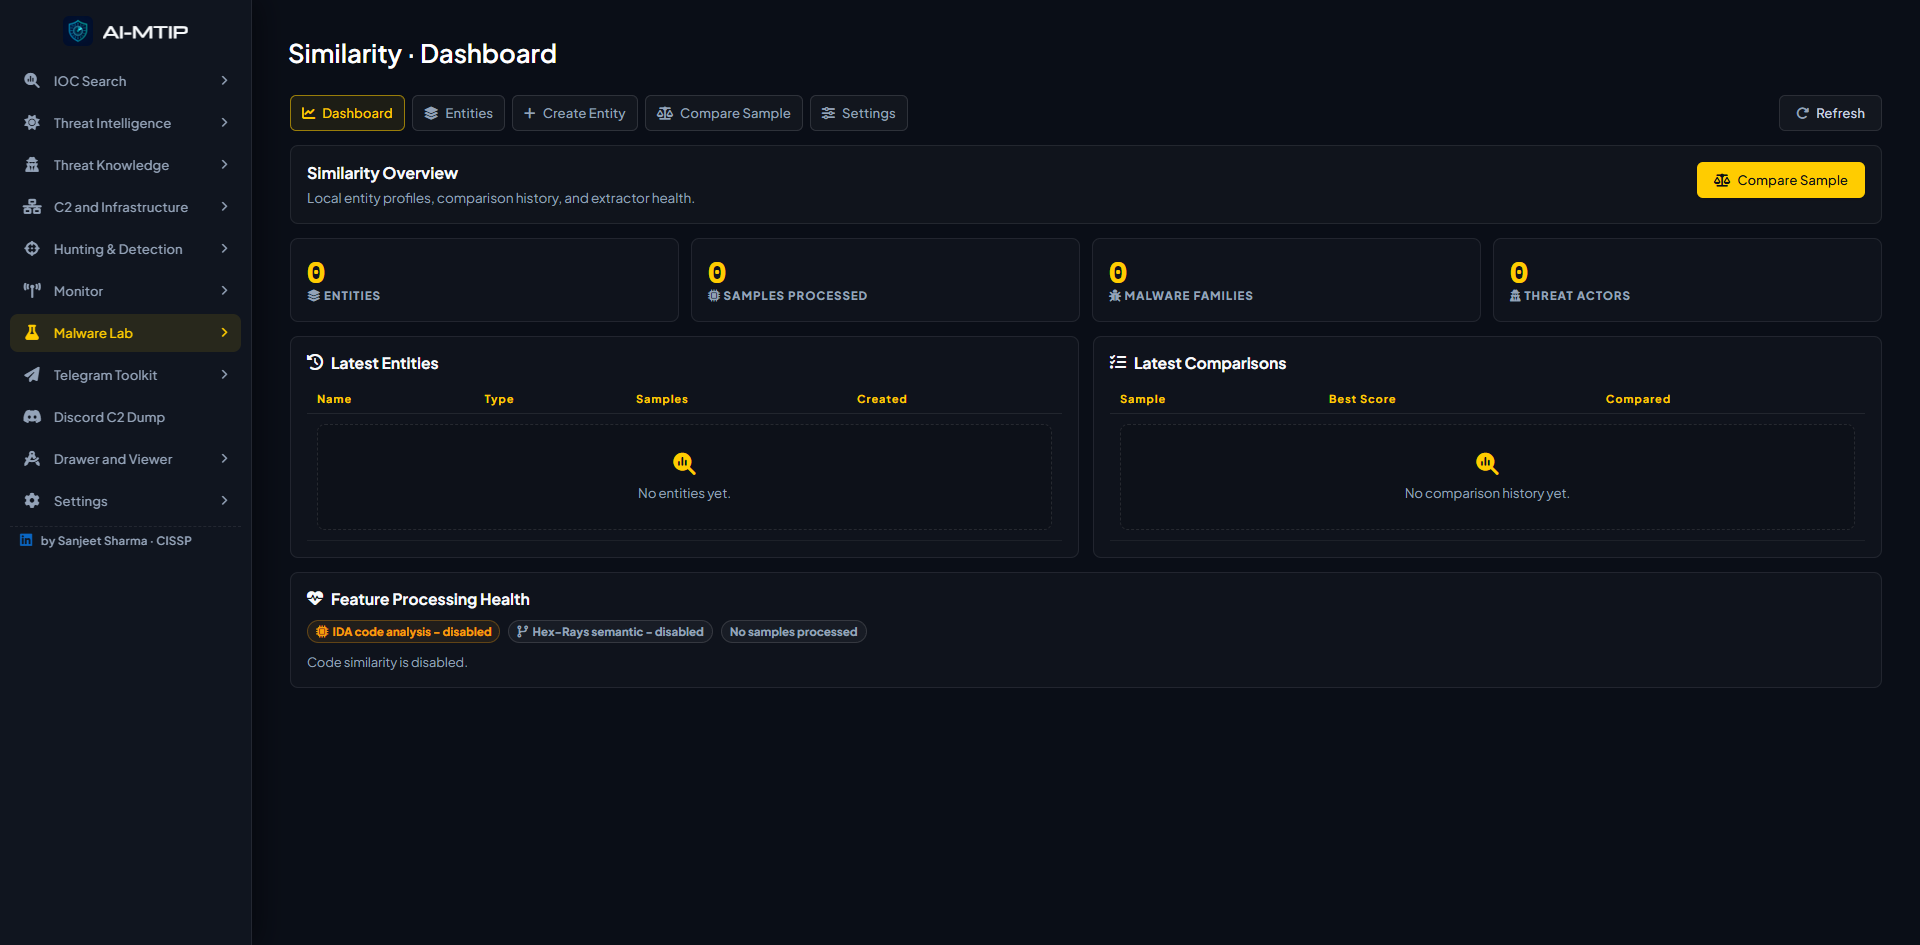 AI-MTIP
IOC Search
Threat Intelligence
Threat Knowledge
C2 and Infrastructure
Hunting & Detection
Monitor
Malware Lab
Telegram Toolkit
Discord C2 Dump
Drawer and Viewer
Settings
by Sanjeet Sharma · CISSP
Similarity · Dashboard
Dashboard Entities Create Entity Compare Sample Settings Refresh
Similarity Overview
Local entity profiles, comparison history, and extractor health.
Compare Sample
0
ENTITIES
0
SAMPLES PROCESSED
0
MALWARE FAMILIES
0
THREAT ACTORS
Latest Entities
Name Type Samples Created
No entities yet.
Latest Comparisons
Sample Best Score Compared
No comparison history yet.
Feature Processing Health
IDA code analysis - disabled Hex-Rays semantic - disabled No samples processed
Code similarity is disabled.